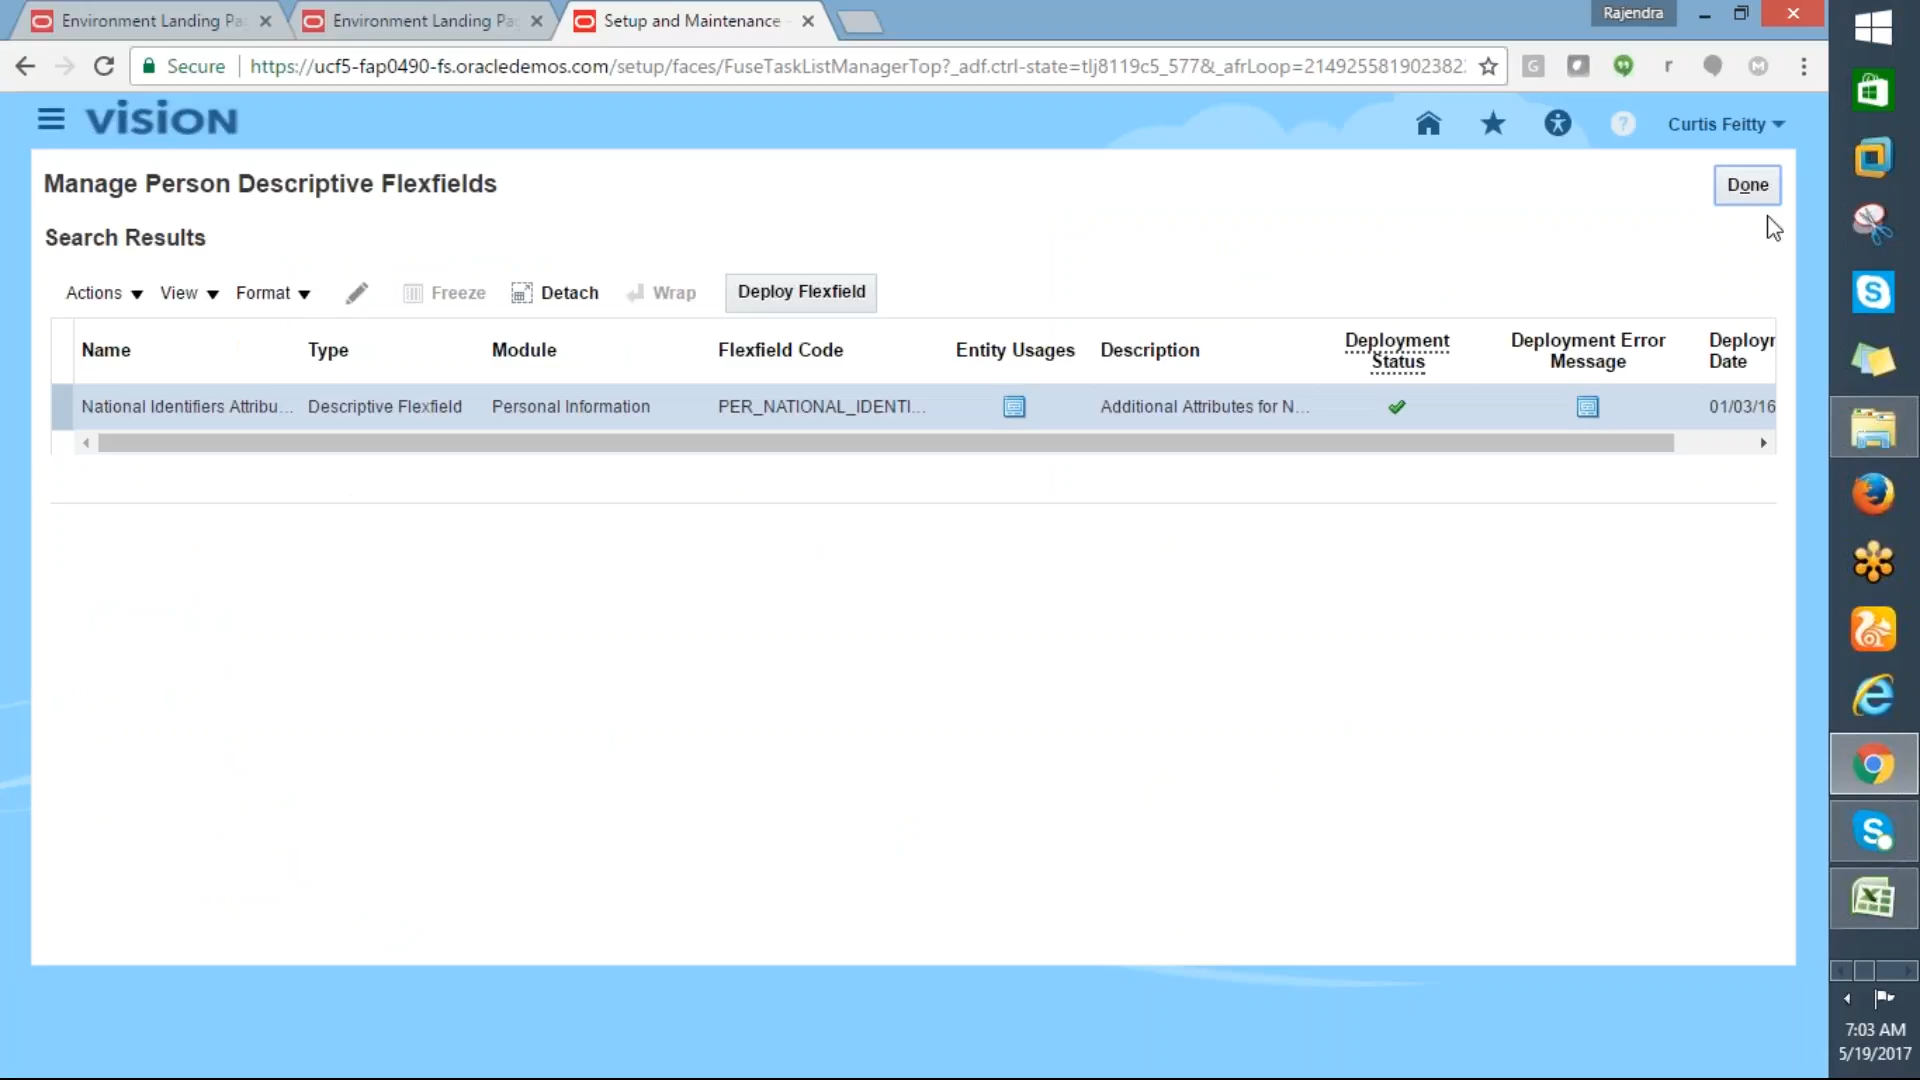 Environment Landing Pa
Environment Landing Pa
Setup and Maintenance
Rajendra
Secure
https://ucf5-fap0490-fs.oracledemos.com/setup/faces/FuseTaskListManagerTop?_adf.ctrl-state=tlj8119c5_577&_afrLoop=214925581902382
vision
Curtis Feitty
Manage Person Descriptive Flexfields
Done
Search Results
Actions View Format Freeze Detach Wrap Deploy Flexfield
Name Type Module Flexfield Code Entity Usages Description Deployment Status Deployment Error Message Deployr Date
National Identifiers Attribu... Descriptive Flexfield Personal Information PER_NATIONAL_IDENTI... Additional Attributes for N... 01/03/16
7:03 AM
5/19/2017